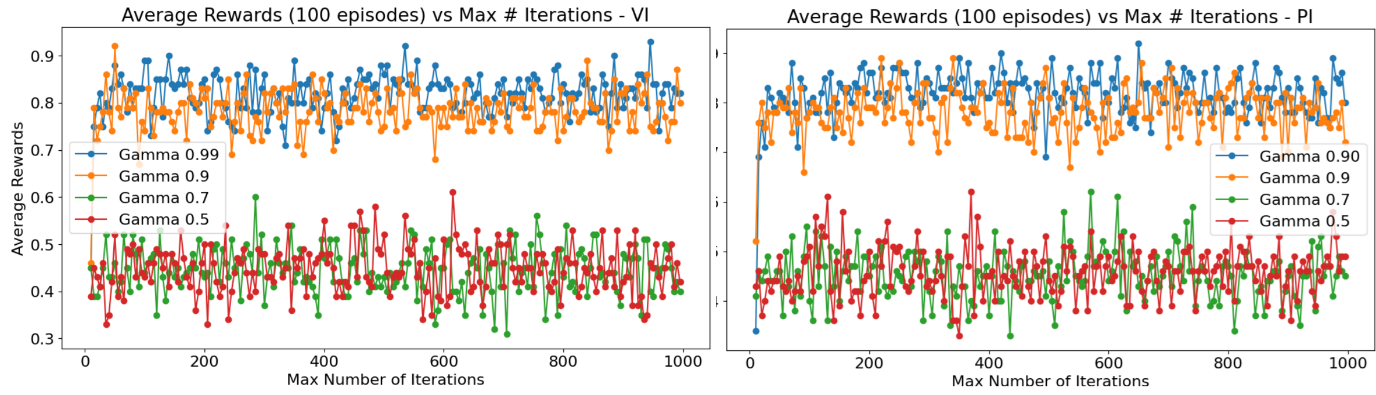 Average Rewards (100 episodes) vs Max # Iterations - VI
Average Rewards
0.9
0.8
0.7
0.6
0.5
0.4
0.3
Gamma 0.99
Gamma 0.9
Gamma 0.7
Gamma 0.5
0 200 400 600 800 1000
Max Number of Iterations
Average Rewards (100 episodes) vs Max # Iterations - PI
Gamma 0.90
Gamma 0.9
Gamma 0.7
Gamma 0.5
0 200 400 600 800 1000
Max Number of Iterations